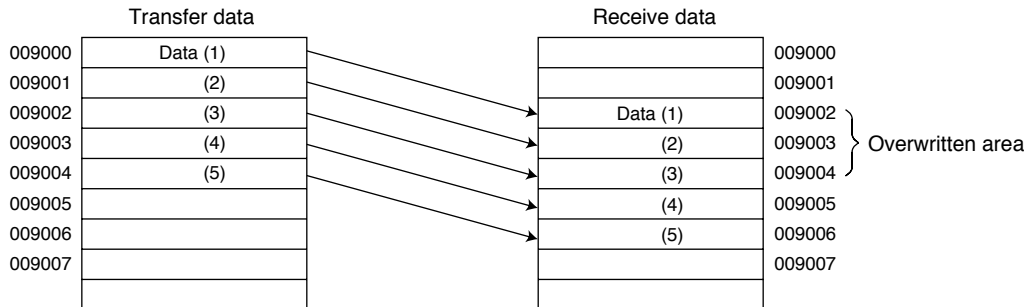 Transfer data Receive data
009000 Data (1) 009000
009001 (2) 009001
009002 (3) Data (1) 009002
009003 (4) (2) 009003 Overwritten area
009004 (5) (3) 009004
009005 (4) 009005
009006 (5) 009006
009007 009007